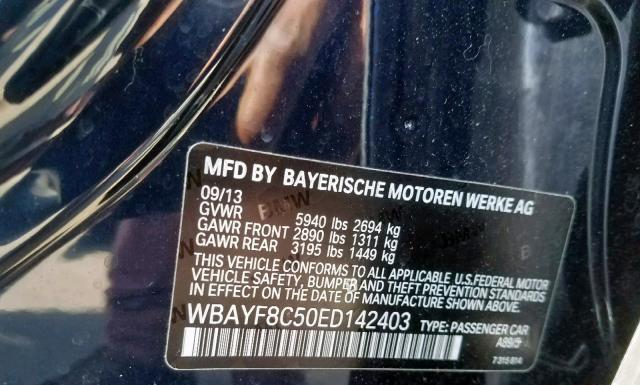 MFD BY BAYERISCHE MOTOREN WERKE AG
09/13
GVWR 5940 lbs 2694 kg
GAWR FRONT 2890 lbs 1311 kg
GAWR REAR 3195 lbs 1449 kg
THIS VEHICLE CONFORMS TO ALL APPLICABLE U.S.FEDERAL MOTOR
VEHICLE SAFETY, BUMPER AND THEFT PREVENTION STANDARDS
IN EFFECT ON THE DATE OF MANUFACTURE SHOWN ABOVE.
WBAYF8C50ED142403 TYPE: PASSENGER CAR